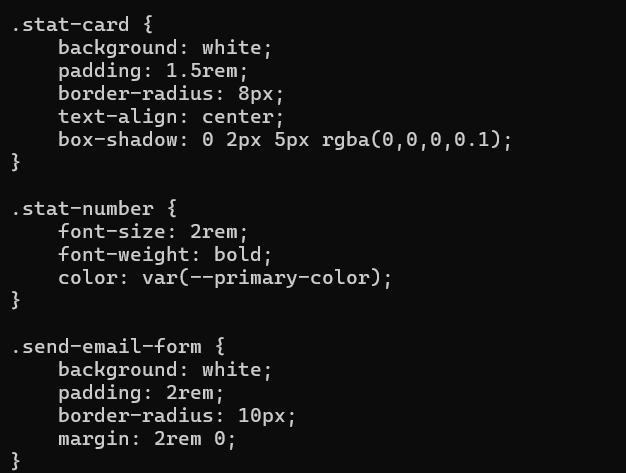 .stat-card {
    background: white;
    padding: 1.5rem;
    border-radius: 8px;
    text-align: center;
    box-shadow: 0 2px 5px rgba(0,0,0,0.1);
}

.stat-number {
    font-size: 2rem;
    font-weight: bold;
    color: var(--primary-color);
}

.send-email-form {
    background: white;
    padding: 2rem;
    border-radius: 10px;
    margin: 2rem 0;
}